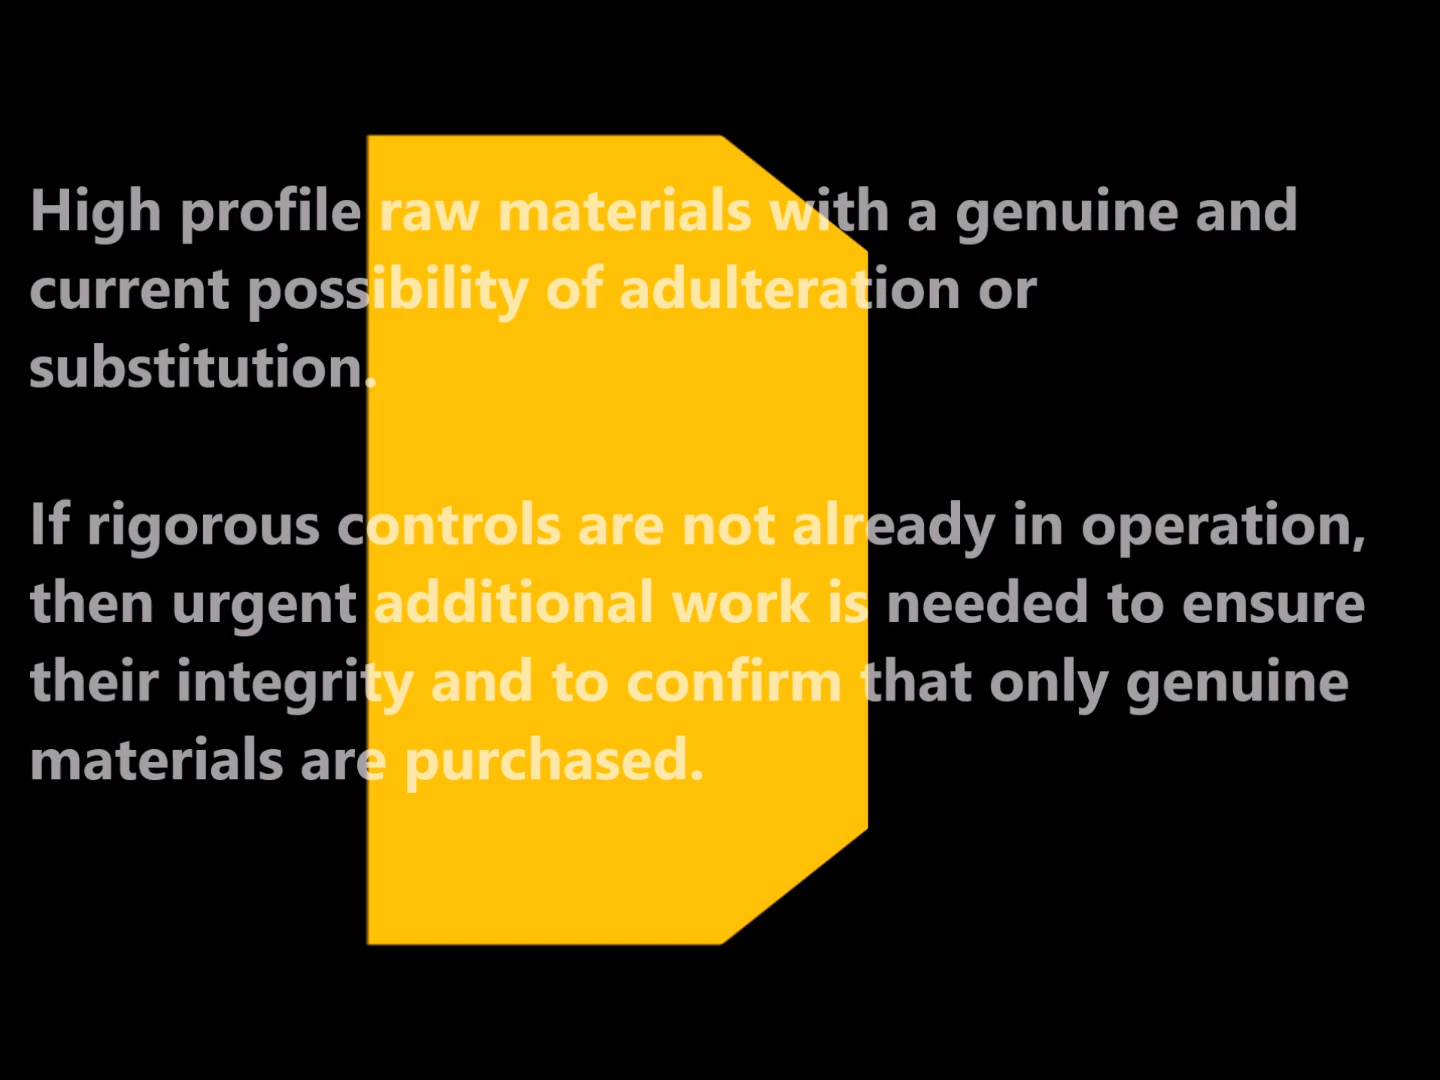 High profile raw materials with a genuine and
current possibility of adulteration or
substitution.
If rigorous controls are not already in operation,
then urgent additional work is needed to ensure
their integrity and to confirm that only genuine
materials are purchased.